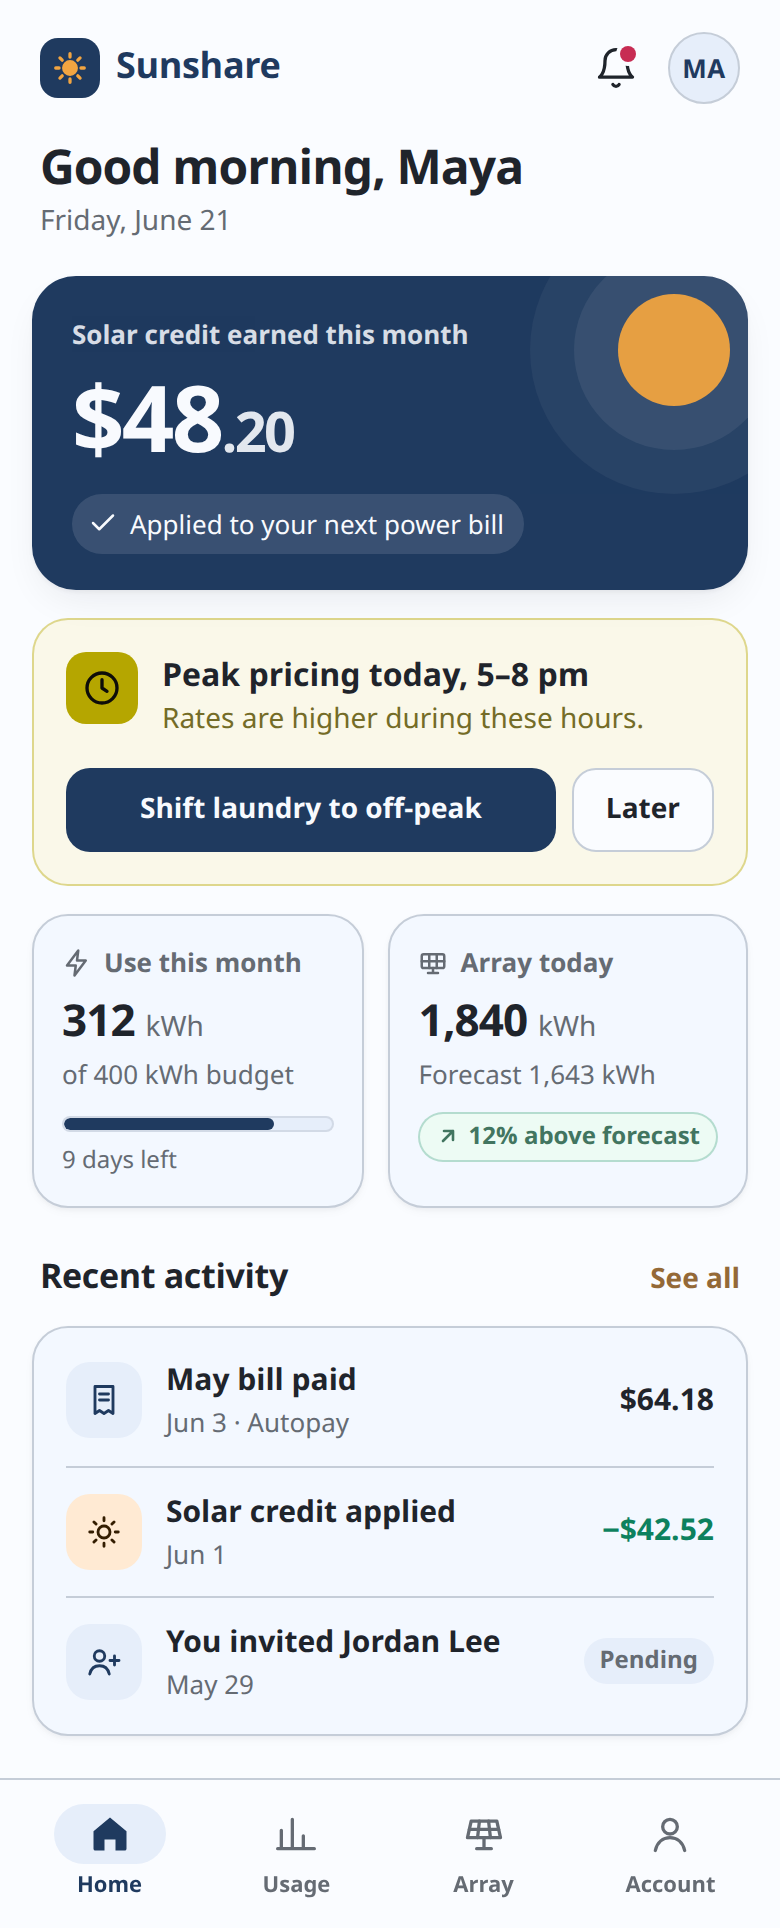 Sunshare
MA
Good morning, Maya
Friday, June 21
Solar credit earned this month
$48.20
Applied to your next power bill
Peak pricing today, 5–8 pm
Rates are higher during these hours.
Shift laundry to off-peak
Later
Use this month
312 kWh
of 400 kWh budget
9 days left
Array today
1,840 kWh
Forecast 1,643 kWh
12% above forecast
Recent activity
See all
May bill paid
Jun 3 · Autopay
$64.18
Solar credit applied
Jun 1
−$42.52
You invited Jordan Lee
May 29
Pending
Home
Usage
Array
Account